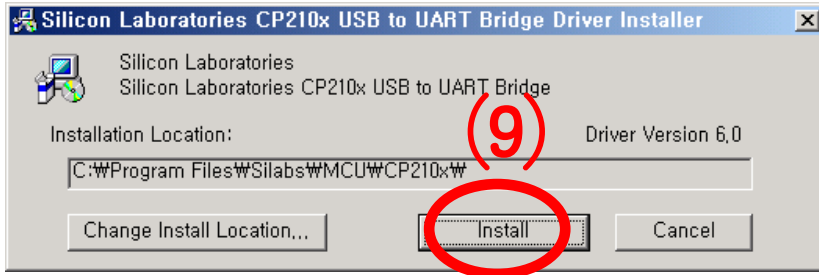 Silicon Laboratories CP210x USB to UART Bridge Driver Installer
Silicon Laboratories
Silicon Laboratories CP210x USB to UART Bridge
(9)
Installation Location:
Driver Version 6,0
C:₩Program Files₩Silabs₩MCU₩CP210x₩
Change Install Location,,,
Install
Cancel